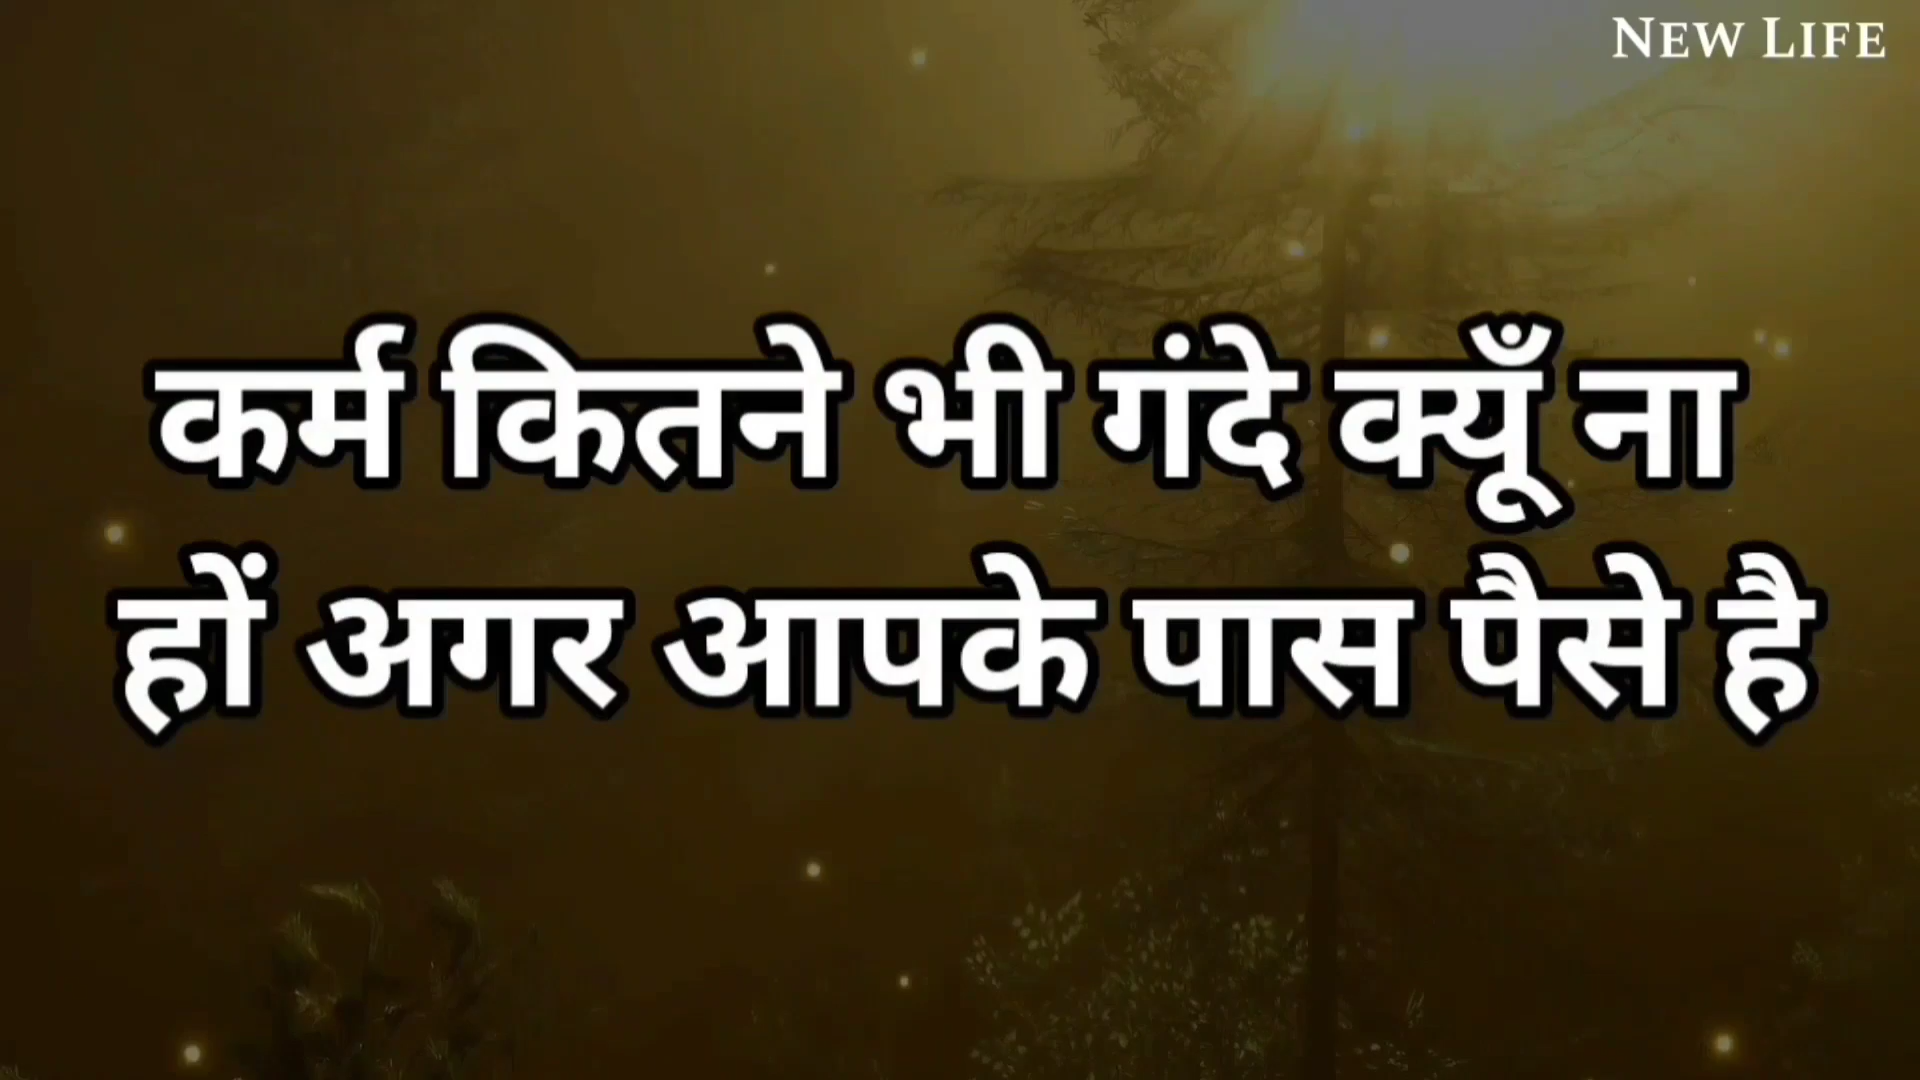 NEW LIFE
कर्म कितने भी गंदे क्यूँ ना
हों अगर आपके पास पैसे है